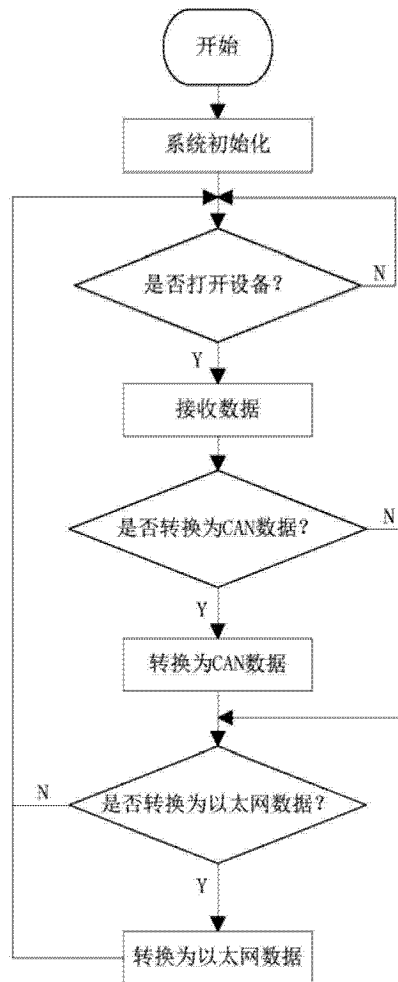 开始
系统初始化
是否打开设备?
N
Y
接收数据
是否转换为CAN数据?
N
Y
转换为CAN数据
是否转换为以太网数据?
N
Y
转换为以太网数据